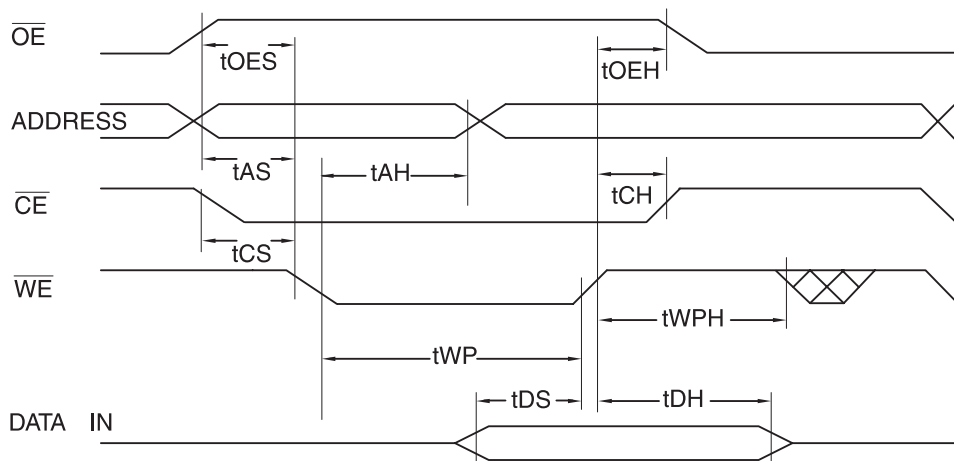 OE
tOES
tOEH
ADDRESS
tAS
tAH
tCH
CE
tCS
WE
tWPH
tWP
tDS
tDH
DATA IN